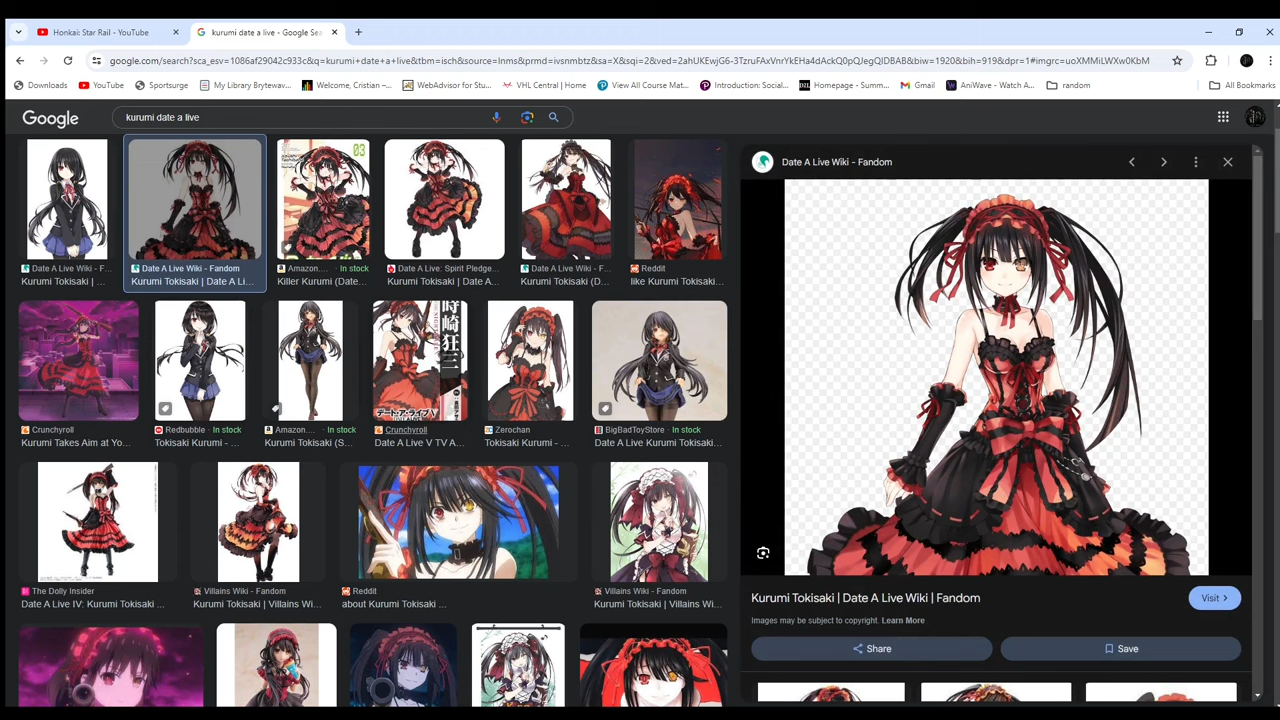 Honkai: Star Rail - YouTube
kurumi date a live - Google Sea
google.com/search?sca_esv=1086af29042c933c&q=kurumi+date+a+live&tbm=isch&source=lnms&prmd=ivsnmbtz&sa=X&sqi=2&ved=2ahUKEwjG6-3TzruFAxVnrYkEHa4dAckQ0pQJegQIDBAB&biw=1920&bih=919&dpr=1#imgrc=uoXMMiLWXw0KbM
Downloads
YouTube
Sportsurge
My Library Brytewav...
Welcome, Cristian –...
WebAdvisor for Stu...
VHL Central | Home
View All Course Mat...
Introduction: Social...
Homepage - Summ...
Gmail
AniWave - Watch A...
random
All Bookmarks
Google
kurumi date a live
Date A Live Wiki - Fandom
03
Date A Live Wiki - F...
Kurumi Tokisaki | ...
Date A Live Wiki - Fandom
Kurumi Tokisaki | Date A Li...
Amazon.... · In stock
Killer Kurumi (Date...
Date A Live: Spirit Pledge...
Kurumi Tokisaki | Date A...
Date A Live Wiki - F...
Kurumi Tokisaki (D...
Reddit
like Kurumi Tokisaki...
時崎狂三
Crunchyroll
Kurumi Takes Aim at Yo...
Redbubble · In stock
Tokisaki Kurumi - ...
Amazon... · In stock
Kurumi Tokisaki (S...
Crunchyroll
Date A Live V TV A...
Zerochan
Tokisaki Kurumi - ...
BigBadToyStore · In stock
Date A Live Kurumi Tokisaki...
The Dolly Insider
Date A Live IV: Kurumi Tokisaki ...
Villains Wiki - Fandom
Kurumi Tokisaki | Villains Wi...
Reddit
about Kurumi Tokisaki ...
Villains Wiki - Fandom
Kurumi Tokisaki | Villains Wi...
Kurumi Tokisaki | Date A Live Wiki | Fandom
Visit
Images may be subject to copyright. Learn More
Share
Save